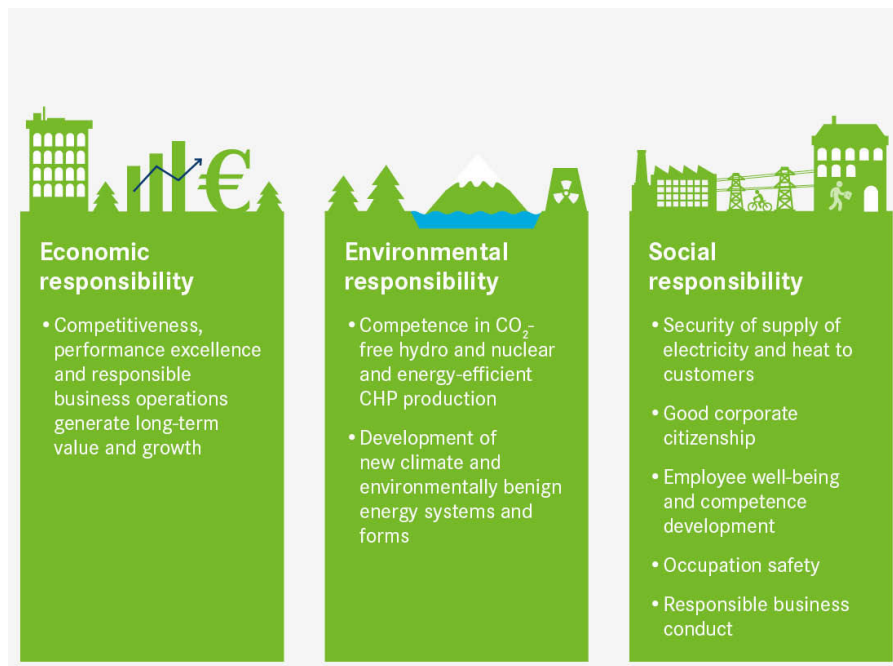 Economic
responsibility
• Competitiveness,
performance excellence
and responsible
business operations
generate long-term
value and growth
Environmental
responsibility
• Competence in CO₂-
free hydro and nuclear
and energy-efficient
CHP production
• Development of
new climate and
environmentally benign
energy systems and
forms
Social
responsibility
• Security of supply of
electricity and heat to
customers
• Good corporate
citizenship
• Employee well-being
and competence
development
• Occupation safety
• Responsible business
conduct